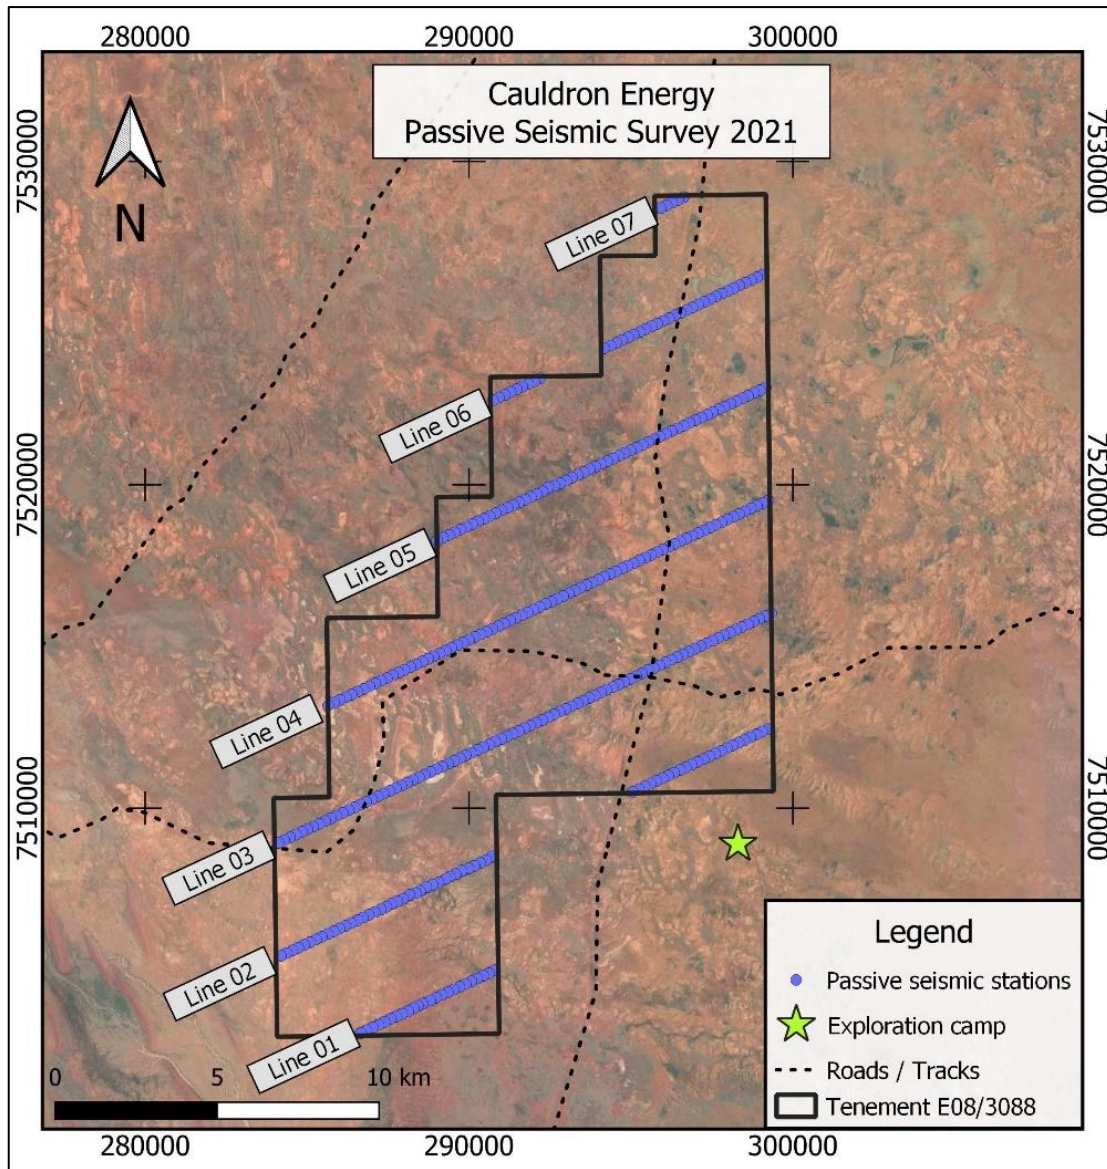 280000
290000
300000
Cauldron Energy
Passive Seismic Survey 2021
N
7530000
7530000
Line 07
Line 06
7520000
7520000
Line 05
Line 04
7510000
7510000
Line 03
Line 02
Line 01
0
5
10 km
Legend
Passive seismic stations
Exploration camp
Roads / Tracks
Tenement E08/3088
280000
290000
300000